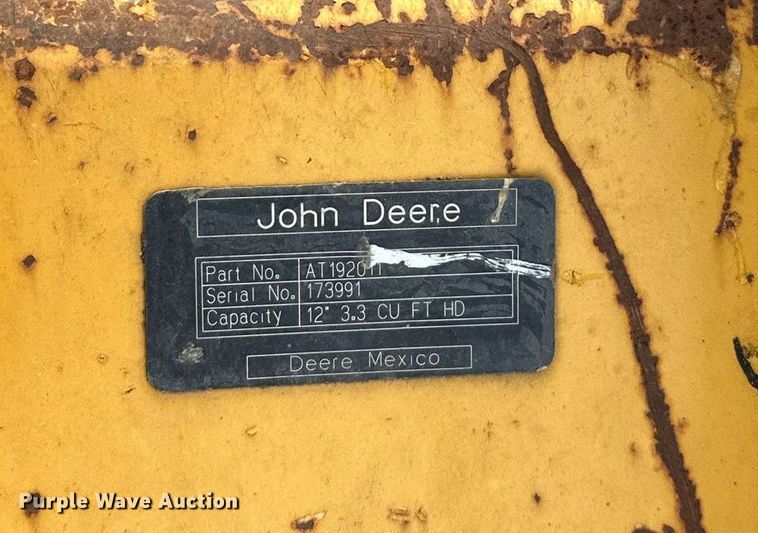 John Deere
Part No. AT192011
Serial No. 173991
Capacity 12" 3.3 CU FT HD
Deere Mexico
Purple Wave Auction